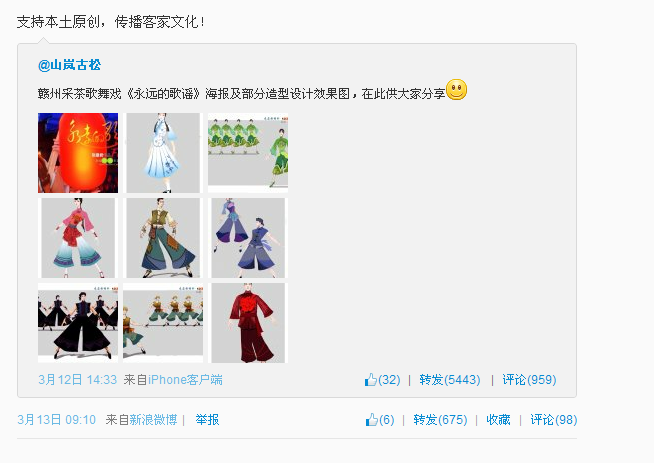 支持本土原创，传播客家文化！
@山岚古松
赣州采茶歌舞戏《永远的歌谣》海报及部分造型设计效果图，在此供大家分享
3月12日 14:33 来自iPhone客户端 (32) | 转发(5443) | 评论(959)
3月13日 09:10 来自新浪微博 | 举报 (6) | 转发(675) | 收藏 | 评论(98)